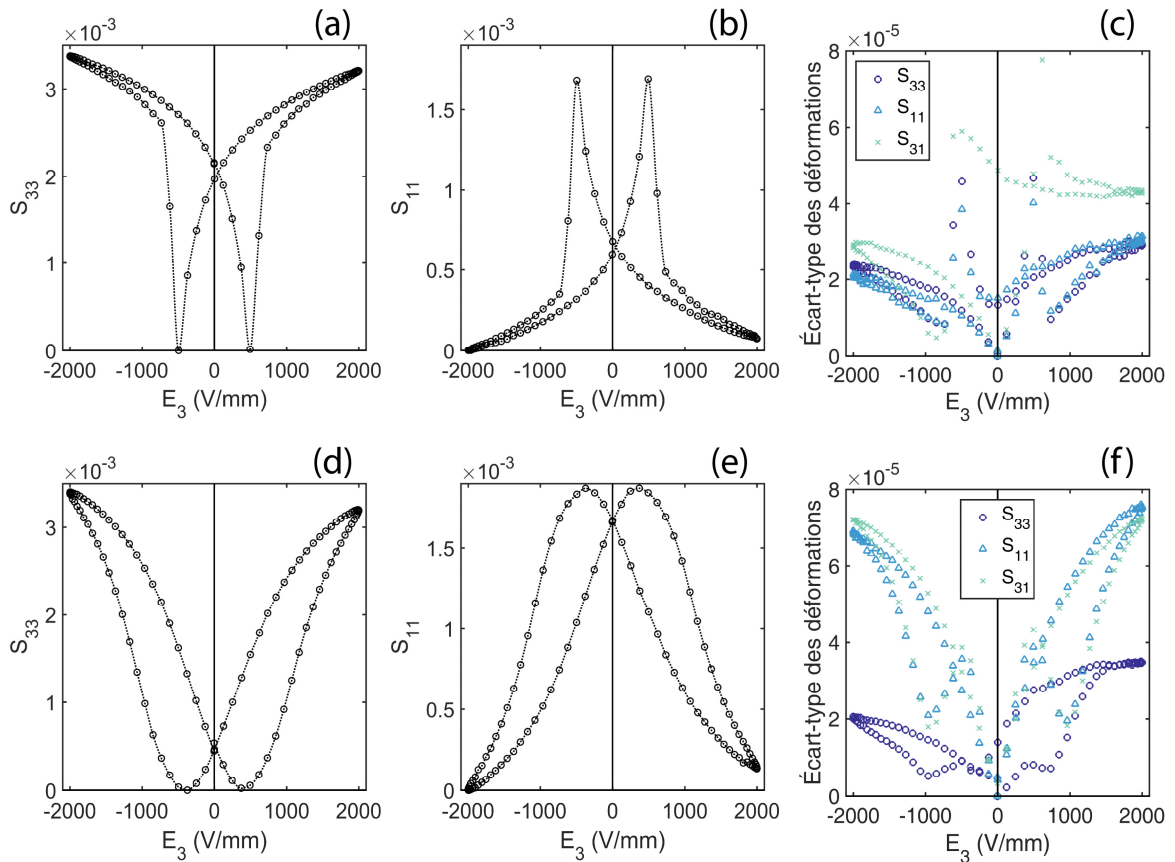 (a)
×10⁻³
S₃₃
3
2
1
0
-2000 -1000 0 1000 2000
E₃ (V/mm)
(b)
×10⁻³
S₁₁
1.5
1
0.5
0
-2000 -1000 0 1000 2000
E₃ (V/mm)
(c)
×10⁻⁵
Écart-type des déformations
8
6
4
2
0
S₃₃
S₁₁
S₃₁
-2000 -1000 0 1000 2000
E₃ (V/mm)
(d)
×10⁻³
S₃₃
3
2
1
0
-2000 -1000 0 1000 2000
E₃ (V/mm)
(e)
×10⁻³
S₁₁
1.5
1
0.5
0
-2000 -1000 0 1000 2000
E₃ (V/mm)
(f)
×10⁻⁵
Écart-type des déformations
8
6
4
2
0
S₃₃
S₁₁
S₃₁
-2000 -1000 0 1000 2000
E₃ (V/mm)